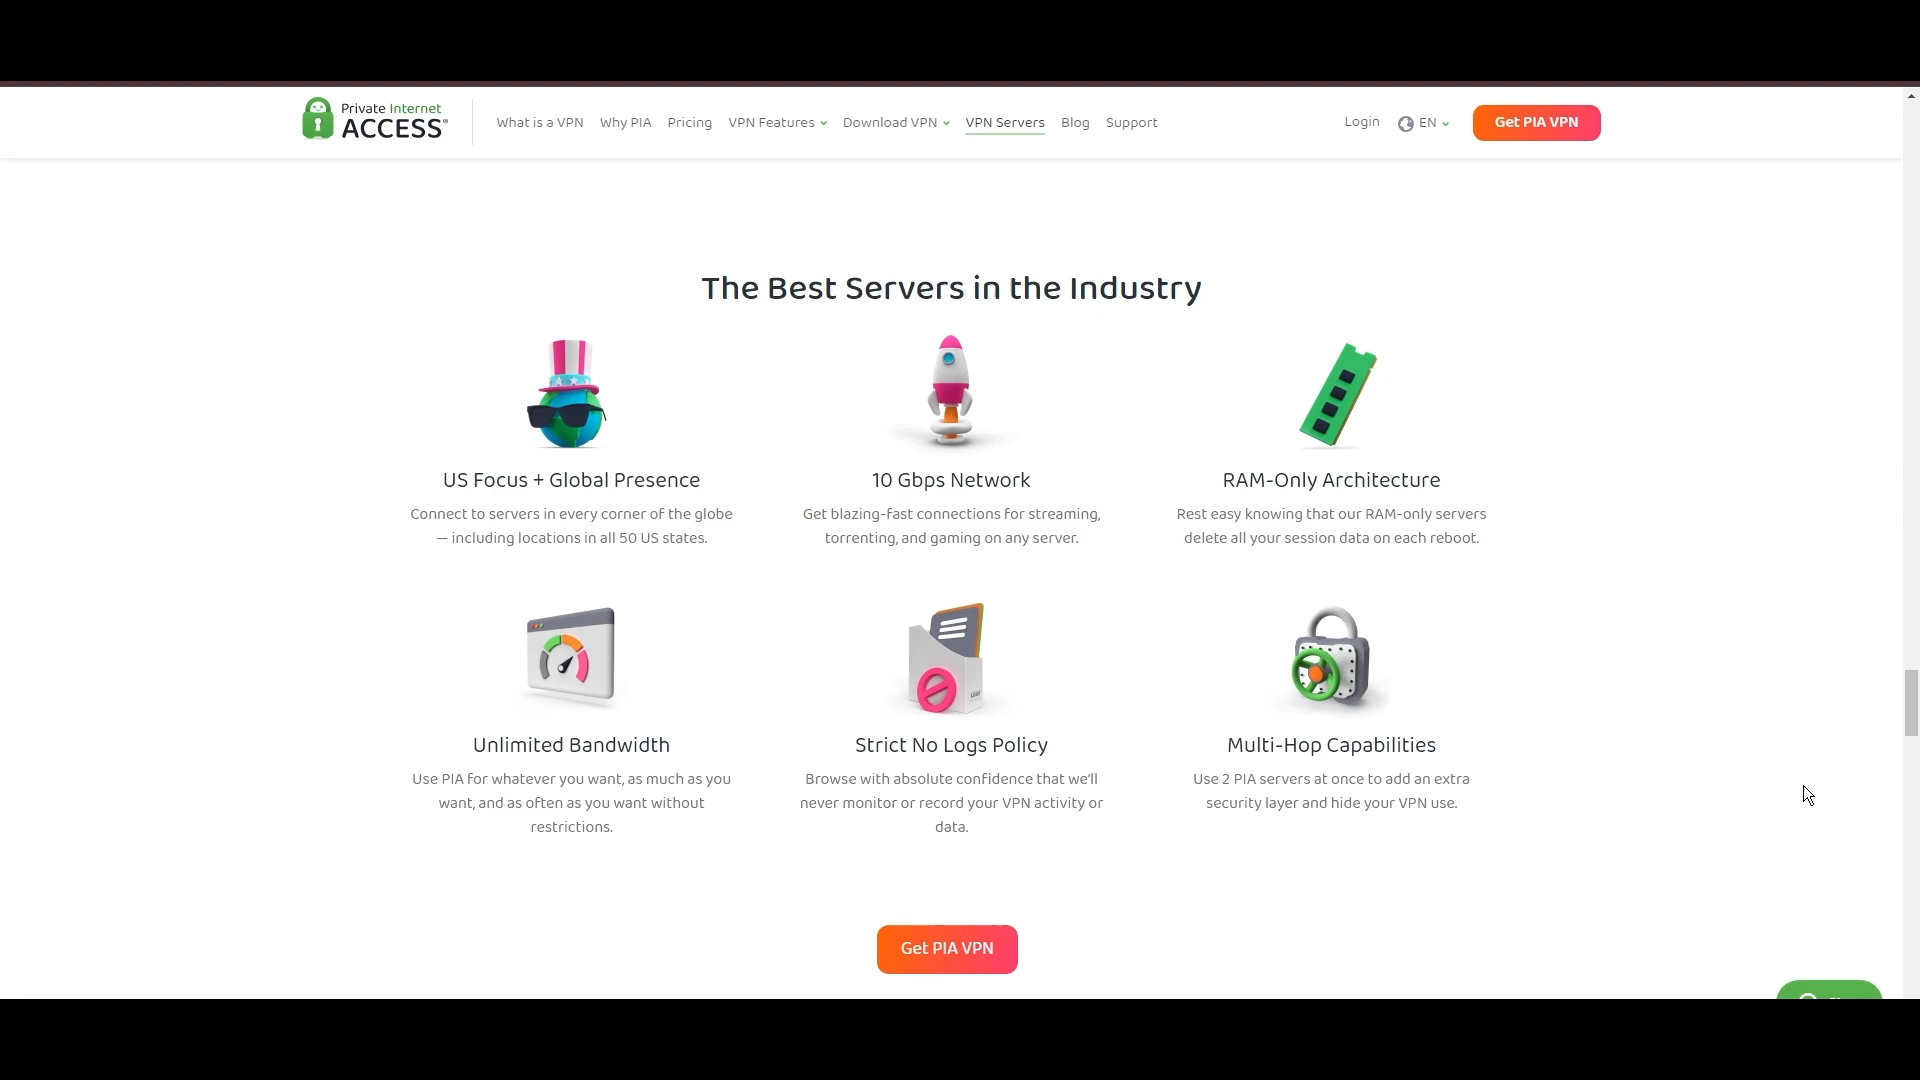 Private Internet
ACCESS®
What is a VPN
Why PIA
Pricing
VPN Features
Download VPN
VPN Servers
Blog
Support
Login
EN
Get PIA VPN
The Best Servers in the Industry
US Focus + Global Presence
Connect to servers in every corner of the globe
— including locations in all 50 US states.
10 Gbps Network
Get blazing-fast connections for streaming,
torrenting, and gaming on any server.
RAM-Only Architecture
Rest easy knowing that our RAM-only servers
delete all your session data on each reboot.
Unlimited Bandwidth
Use PIA for whatever you want, as much as you
want, and as often as you want without
restrictions.
Strict No Logs Policy
Browse with absolute confidence that we'll
never monitor or record your VPN activity or
data.
Multi-Hop Capabilities
Use 2 PIA servers at once to add an extra
security layer and hide your VPN use.
Get PIA VPN